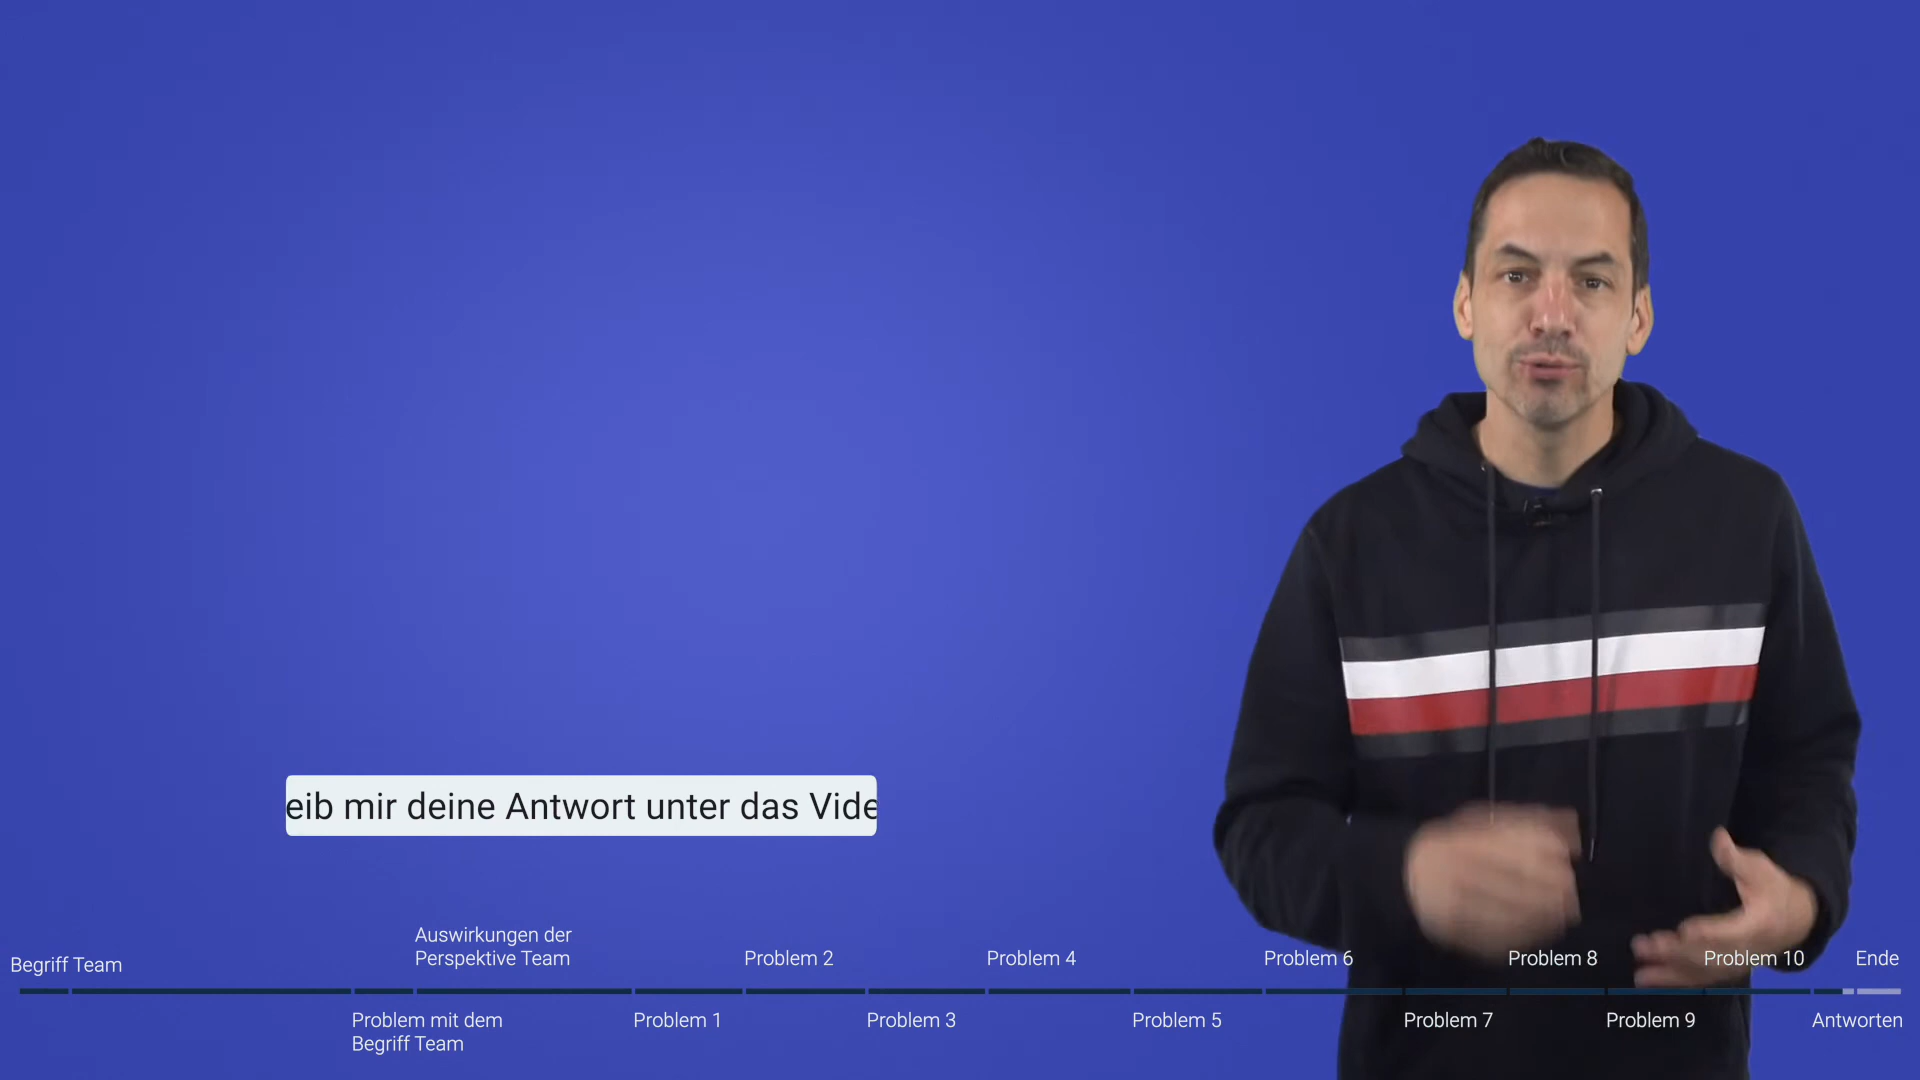 eib mir deine Antwort unter das Vide
Auswirkungen der
Perspektive Team
Begriff Team
Problem 2
Problem 4
Problem 6
Problem 8
Problem 10
Ende
Problem mit dem
Begriff Team
Problem 1
Problem 3
Problem 5
Problem 7
Problem 9
Antworten